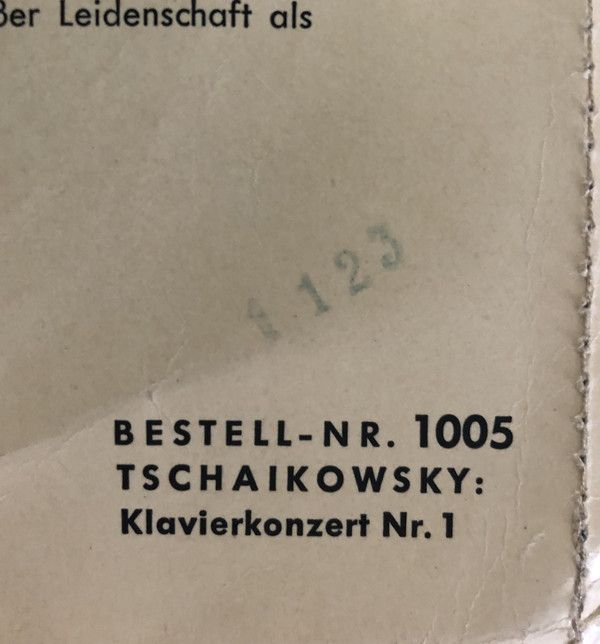 ßer Leidenschaft als
1123
BESTELL-NR. 1005
TSCHAIKOWSKY:
Klavierkonzert Nr. 1